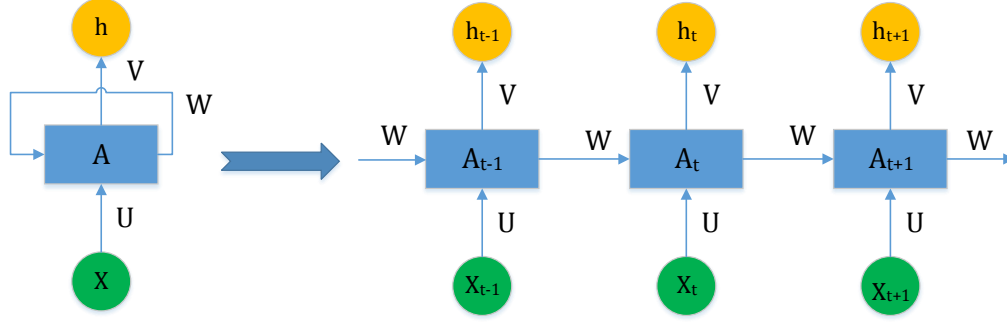 h h_{t-1} h_t h_{t+1}
V V V V
W
W W W W
A A_{t-1} A_t A_{t+1}
U U U U
X X_{t-1} X_t X_{t+1}